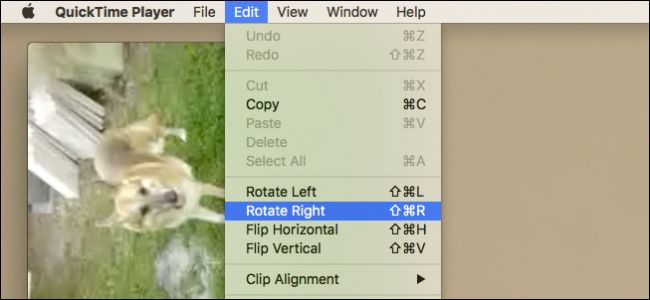 QuickTime Player File Edit View Window Help
Undo ⌘Z
Redo ⇧⌘Z
Cut ⌘X
Copy ⌘C
Paste ⌘V
Delete
Select All ⌘A
Rotate Left ⇧⌘L
Rotate Right ⇧⌘R
Flip Horizontal ⇧⌘H
Flip Vertical ⇧⌘V
Clip Alignment ▶